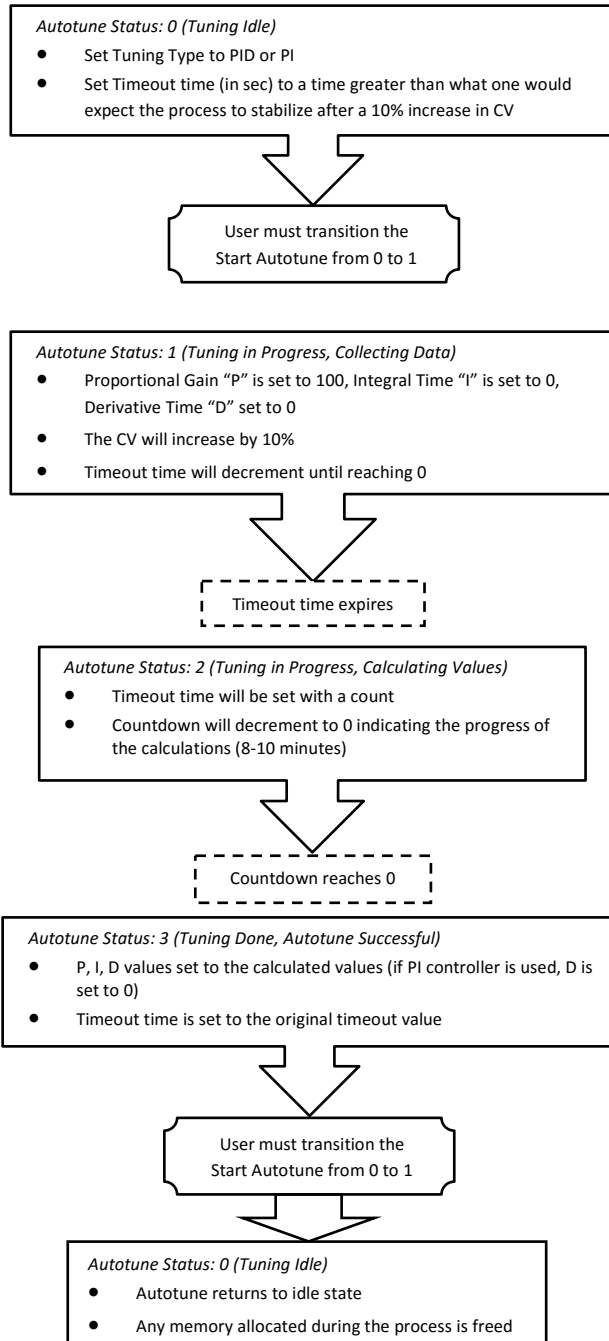 Autotune Status: 0 (Tuning Idle)
● Set Tuning Type to PID or PI
● Set Timeout time (in sec) to a time greater than what one would
expect the process to stabilize after a 10% increase in CV
User must transition the
Start Autotune from 0 to 1
Autotune Status: 1 (Tuning in Progress, Collecting Data)
● Proportional Gain “P” is set to 100, Integral Time “I” is set to 0,
Derivative Time “D” set to 0
● The CV will increase by 10%
● Timeout time will decrement until reaching 0
Timeout time expires
Autotune Status: 2 (Tuning in Progress, Calculating Values)
● Timeout time will be set with a count
● Countdown will decrement to 0 indicating the progress of
the calculations (8-10 minutes)
Countdown reaches 0
Autotune Status: 3 (Tuning Done, Autotune Successful)
● P, I, D values set to the calculated values (if PI controller is used, D is
set to 0)
● Timeout time is set to the original timeout value
User must transition the
Start Autotune from 0 to 1
Autotune Status: 0 (Tuning Idle)
● Autotune returns to idle state
● Any memory allocated during the process is freed